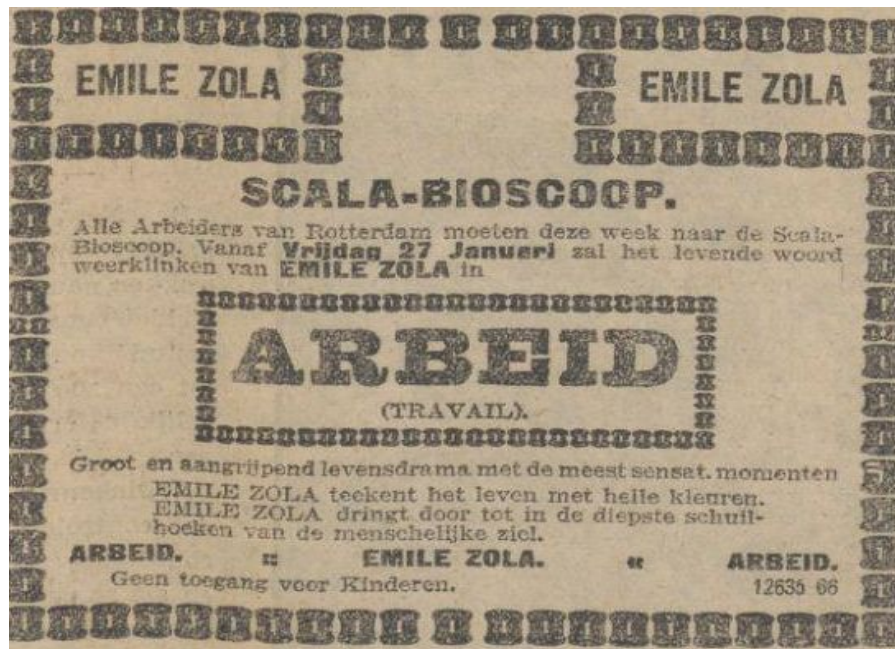 EMILE ZOLA
EMILE ZOLA
SCALA-BIOSCOOP.
Alle Arbeiders van Rotterdam moeten deze week naar de Scala-
Bioscoop. Vanaf Vrijdag 27 Januari zal het levende woord
weerklinken van EMILE ZOLA in
ARBEID
(TRAVAIL).
Groot en aangrijpend levensdrama met de meest sensat. momenten
EMILE ZOLA teekent het leven met helle kleuren.
EMILE ZOLA dringt door tot in de diepste schuil-
hoeken van de menschelijke ziel.
ARBEID. :: EMILE ZOLA. :: ARBEID.
Geen toegang voor Kinderen. 12635 66